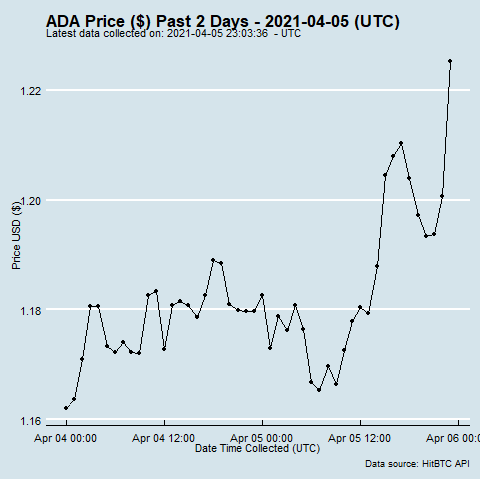 ADA Price ($) Past 2 Days - 2021-04-05 (UTC)
Latest data collected on: 2021-04-05 23:03:36 - UTC
Price USD ($)
1.22
1.20
1.18
1.16
Apr 04 00:00 Apr 04 12:00 Apr 05 00:00 Apr 05 12:00 Apr 06 00:0
Date Time Collected (UTC)
Data source: HitBTC API